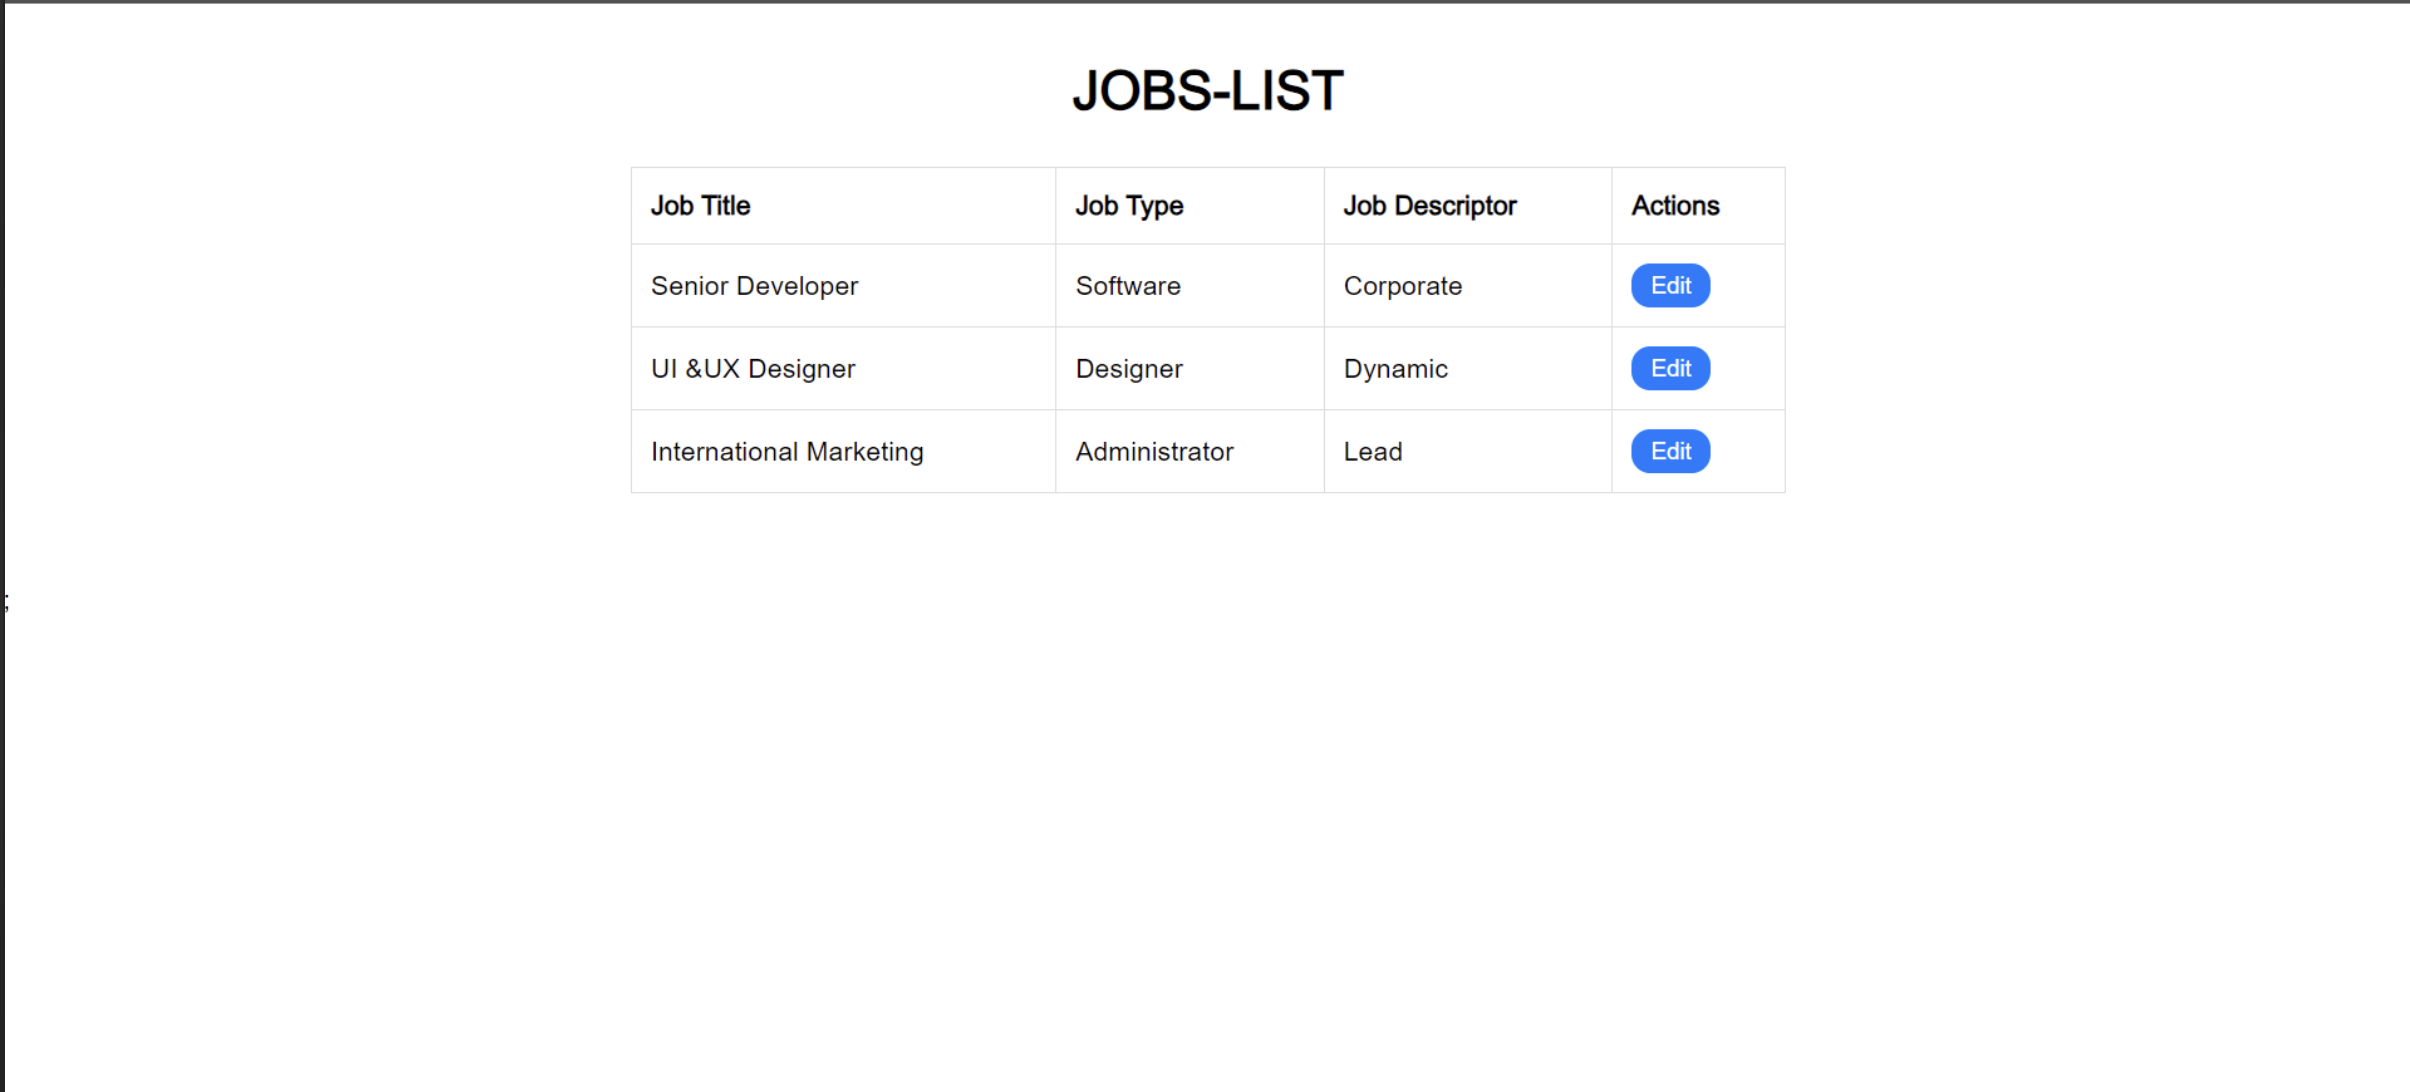 JOBS-LIST
Job Title Job Type Job Descriptor Actions
Senior Developer Software Corporate Edit
UI &UX Designer Designer Dynamic Edit
International Marketing Administrator Lead Edit
;